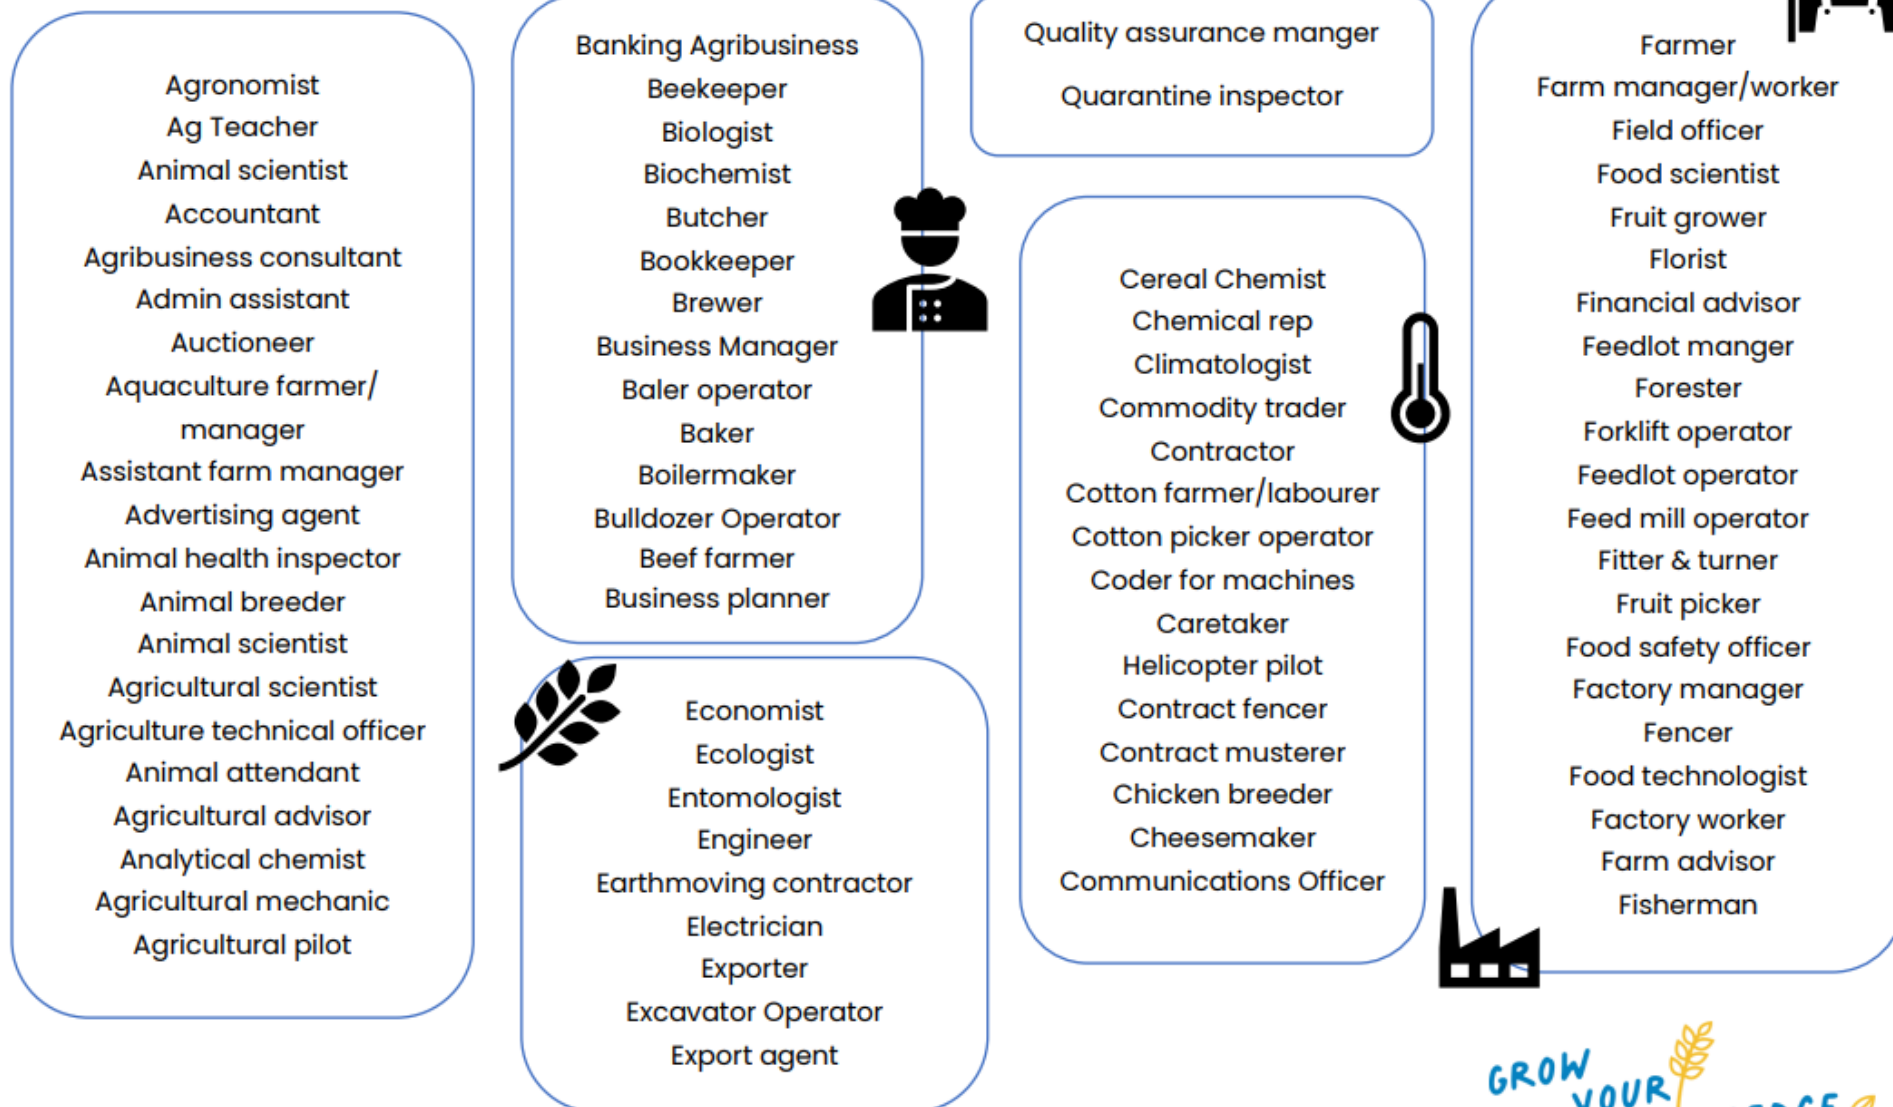 Agronomist
Ag Teacher
Animal scientist
Accountant
Agribusiness consultant
Admin assistant
Auctioneer
Aquaculture farmer/
manager
Assistant farm manager
Advertising agent
Animal health inspector
Animal breeder
Animal scientist
Agricultural scientist
Agriculture technical officer
Animal attendant
Agricultural advisor
Analytical chemist
Agricultural mechanic
Agricultural pilot
Banking Agribusiness
Beekeeper
Biologist
Biochemist
Butcher
Bookkeeper
Brewer
Business Manager
Baler operator
Baker
Boilermaker
Bulldozer Operator
Beef farmer
Business planner
Economist
Ecologist
Entomologist
Engineer
Earthmoving contractor
Electrician
Exporter
Excavator Operator
Export agent
Quality assurance manger
Quarantine inspector
Cereal Chemist
Chemical rep
Climatologist
Commodity trader
Contractor
Cotton farmer/labourer
Cotton picker operator
Coder for machines
Caretaker
Helicopter pilot
Contract fencer
Contract musterer
Chicken breeder
Cheesemaker
Communications Officer
Farmer
Farm manager/worker
Field officer
Food scientist
Fruit grower
Florist
Financial advisor
Feedlot manger
Forester
Forklift operator
Feedlot operator
Feed mill operator
Fitter & turner
Fruit picker
Food safety officer
Factory manager
Fencer
Food technologist
Factory worker
Farm advisor
Fisherman
GROW
YOUR